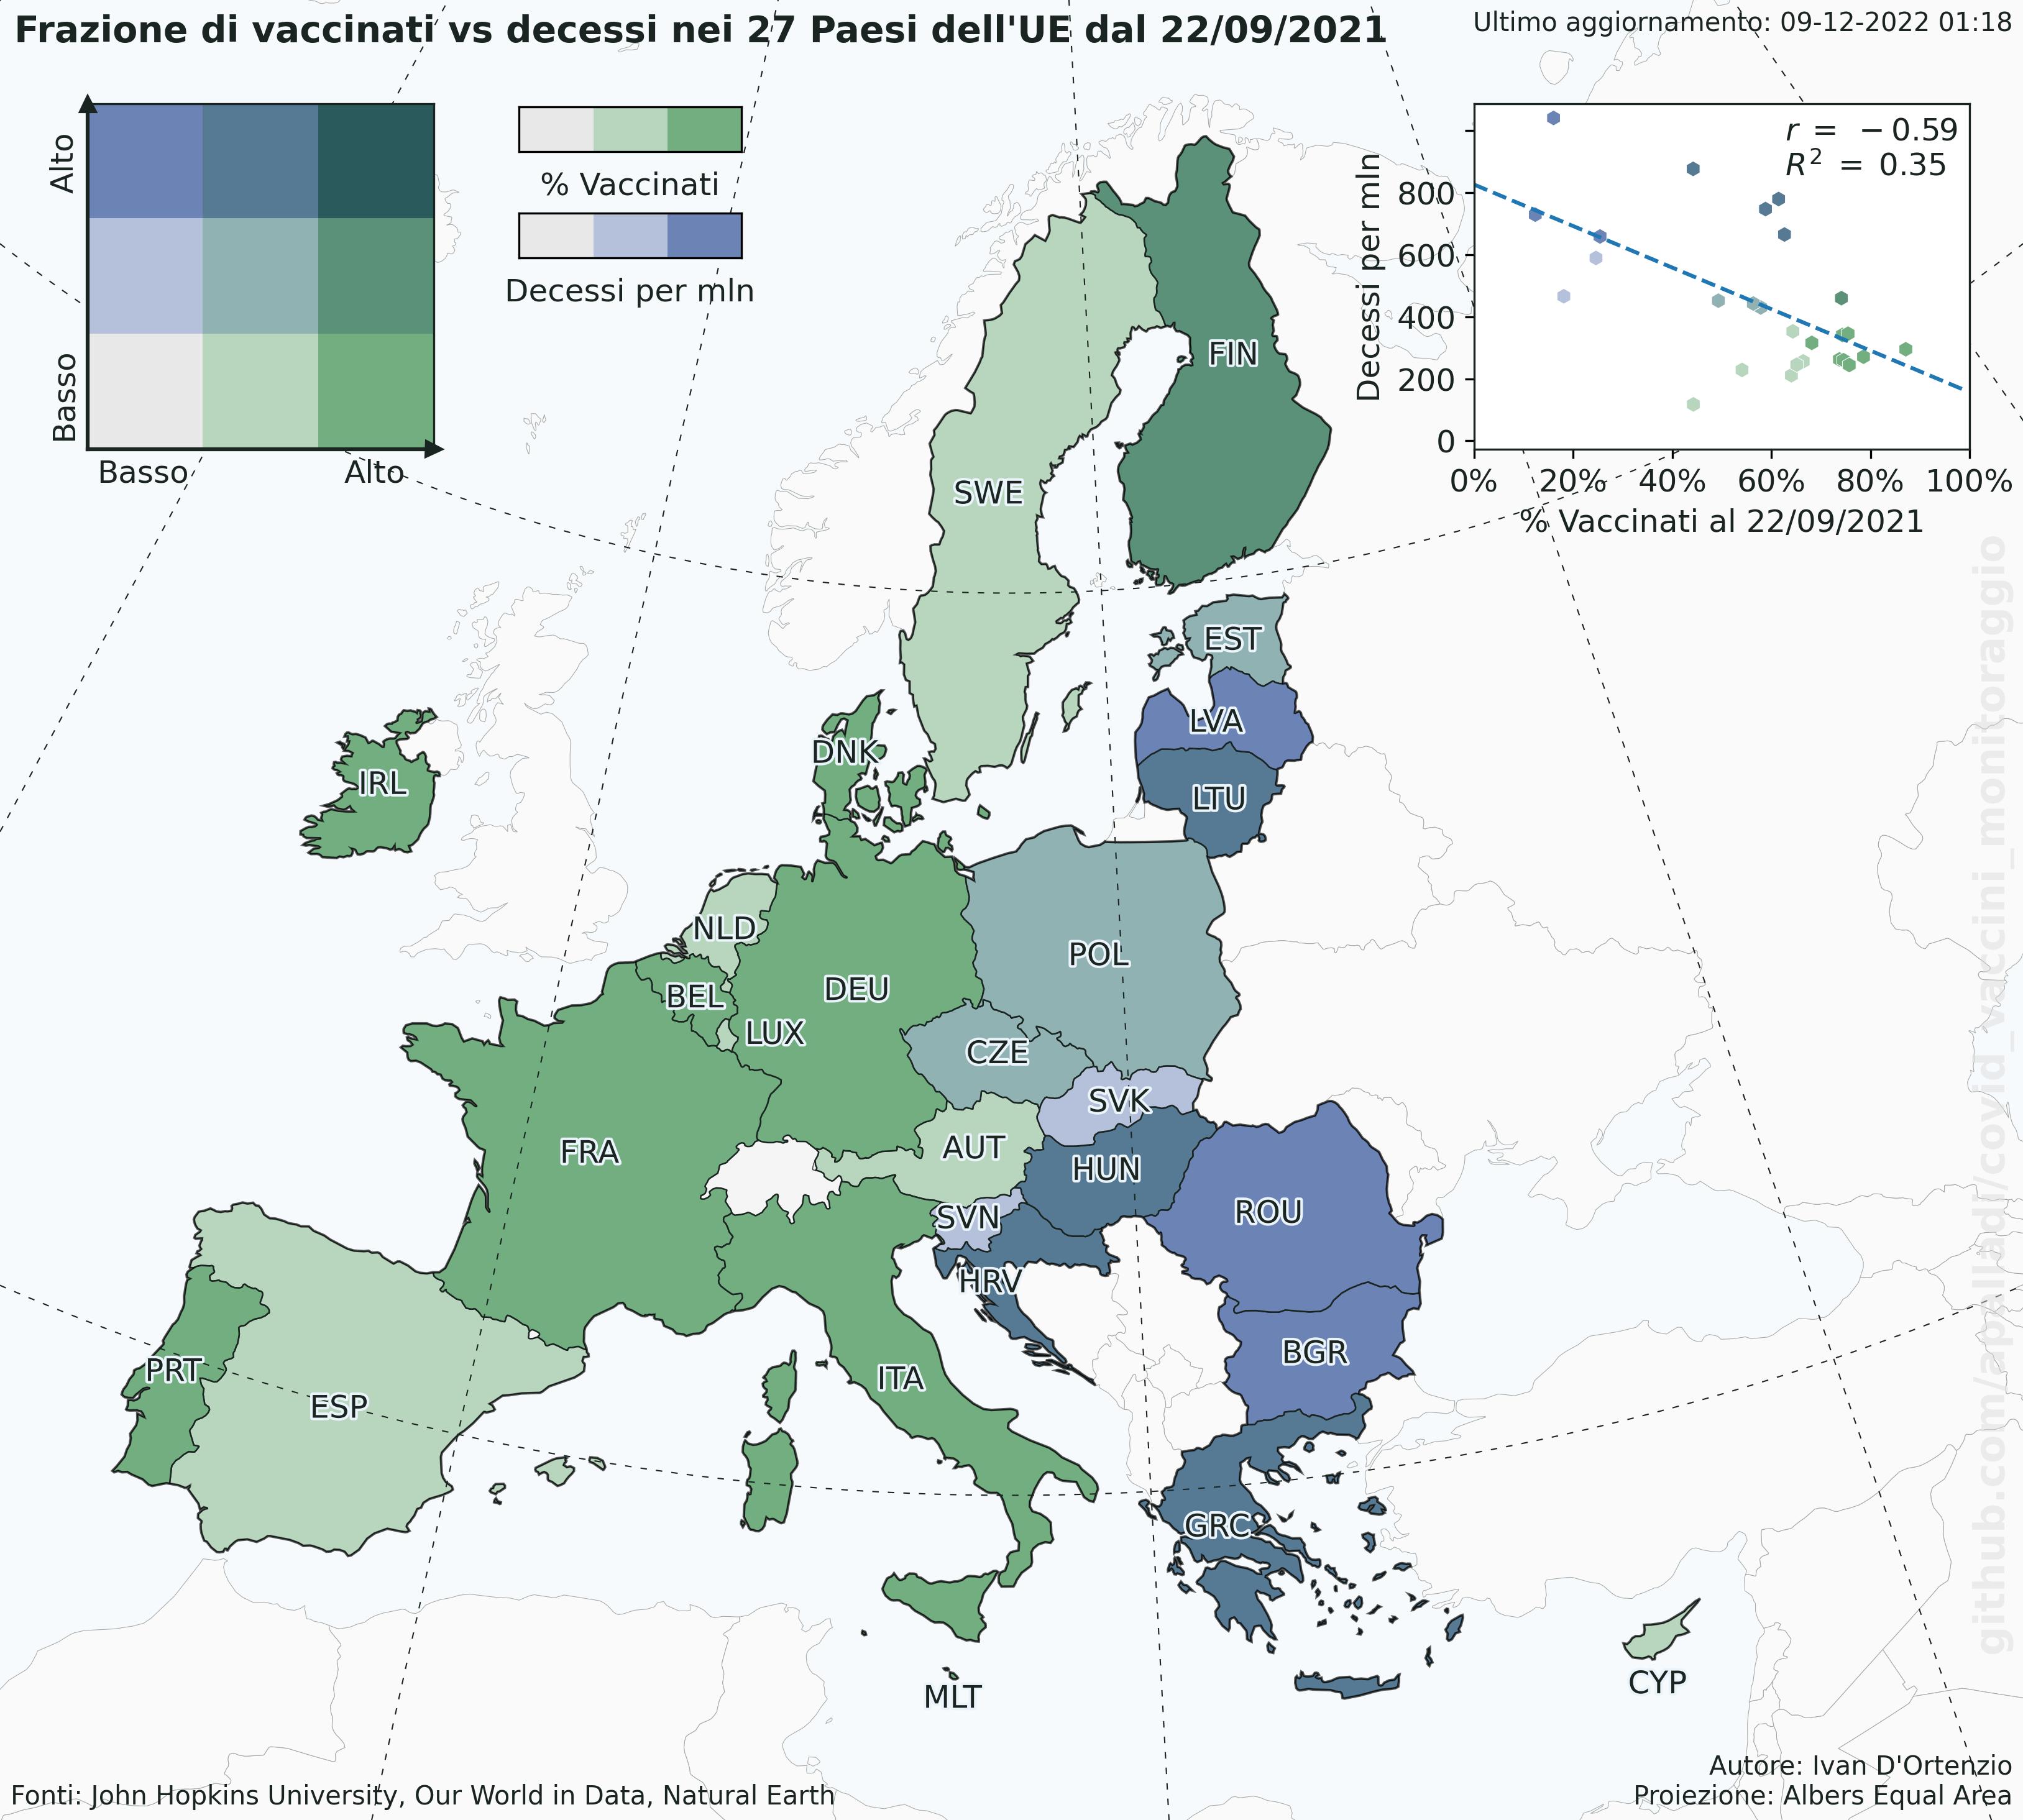 Frazione di vaccinati vs decessi nei 27 Paesi dell'UE dal 22/09/2021
Ultimo aggiornamento: 09-12-2022 01:18
Alto
Basso
Basso
Alto
% Vaccinati
Decessi per mln
r = −0.59
R² = 0.35
Decessi per mln
800
600
400
200
0
0%
20%
40%
60%
80%
100%
% Vaccinati al 22/09/2021
FIN
SWE
EST
LVA
LTU
DNK
IRL
NLD
POL
BEL
DEU
LUX
CZE
SVK
AUT
FRA
HUN
SVN
ROU
HRV
BGR
PRT
ITA
ESP
GRC
MLT
CYP
github.com/apalladi/covid_vaccini_monitoraggio
Fonti: John Hopkins University, Our World in Data, Natural Earth
Autore: Ivan D'Ortenzio
Proiezione: Albers Equal Area